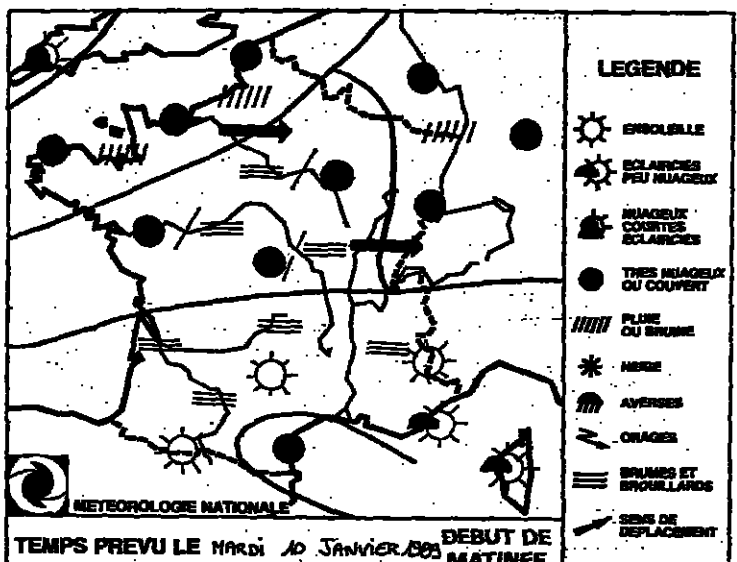 LEGENDE
ENSOLEILLE
ECLAIRCIES
PEU NUAGEUX
NUAGEUX
COURTES
ECLAIRCIES
TRES NUAGEUX
OU COUVERT
PLUIE
OU BRUINE
NEIGE
AVERSES
ORAGES
BRUMES ET
BROUILLARDS
SENS DE
DEPLACEMENT
METEOROLOGIE NATIONALE
TEMPS PREVU LE MARDI 10 JANVIER 1989 DEBUT DE
MATINEE